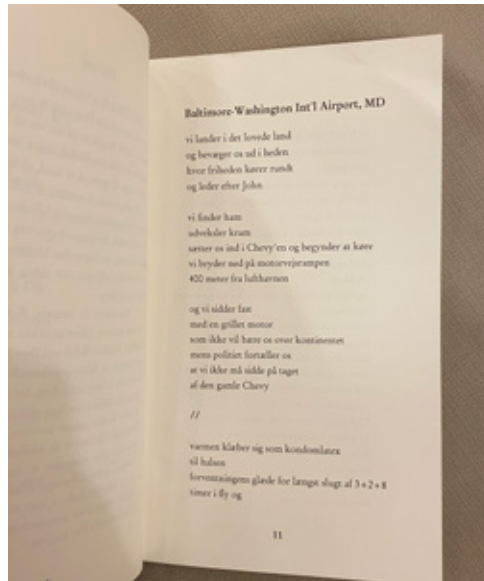 Baltimore-Washington Int'l Airport, MD
vi lander i det lovede land
og bevæger os ud i heden
hvor friheden kører rundt
og leder efter John
vi finder ham
udveksler kram
sætter os ind i Chevy'en og begynder at køre
vi bryder ned på motorvejsrampen
400 meter fra lufthavnen
og vi sidder fast
med en grillet motor
som ikke vil bære os over kontinentet
mens politiet fortæller os
at vi ikke må sidde på taget
af den gamle Chevy
//
varmen klæber sig som kondomlatex
til halsen
forventningens glæde for længst slugt af 3+2+8
timer i fly og
11